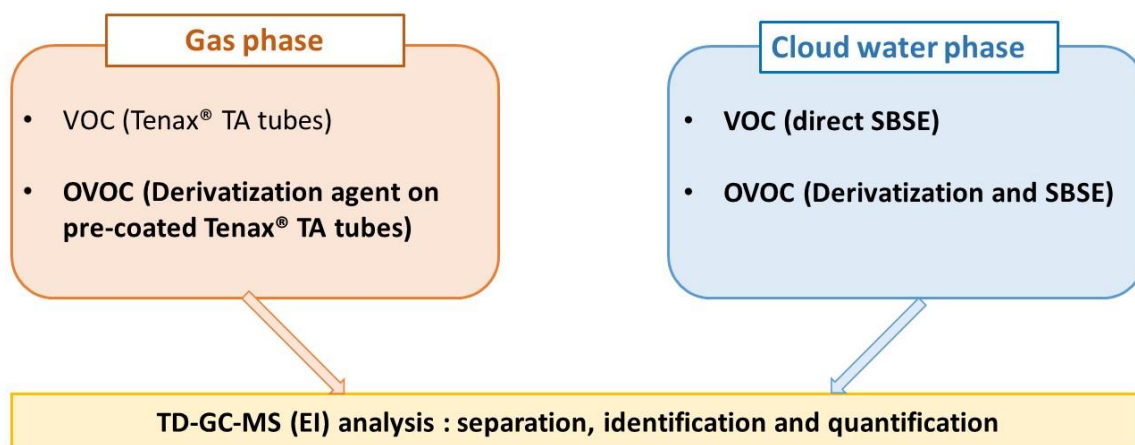 Gas phase
• VOC (Tenax® TA tubes)
• OVOC (Derivatization agent on
pre-coated Tenax® TA tubes)
Cloud water phase
• VOC (direct SBSE)
• OVOC (Derivatization and SBSE)
TD-GC-MS (EI) analysis : separation, identification and quantification